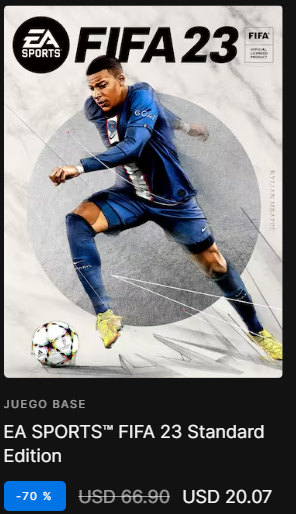 EA
SPORTS™
FIFA 23
FIFA
OFFICIAL
LICENSED
PRODUCT
KYLIAN MBAPPÉ
JUEGO BASE
EA SPORTS™ FIFA 23 Standard
Edition
-70 % USD 66.90 USD 20.07